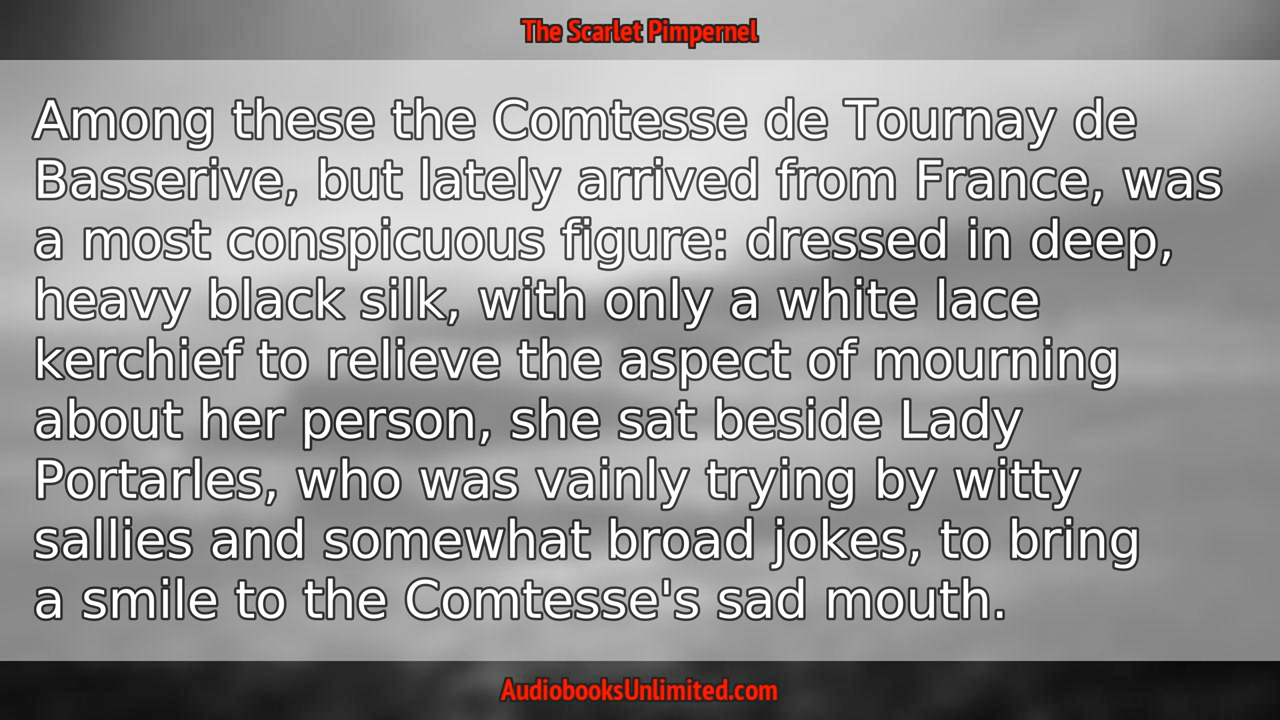 The Scarlet Pimpernel
Among these the Comtesse de Tournay de
Basserive, but lately arrived from France, was
a most conspicuous figure: dressed in deep,
heavy black silk, with only a white lace
kerchief to relieve the aspect of mourning
about her person, she sat beside Lady
Portarles, who was vainly trying by witty
sallies and somewhat broad jokes, to bring
a smile to the Comtesse's sad mouth.
AudiobooksUnlimited.com